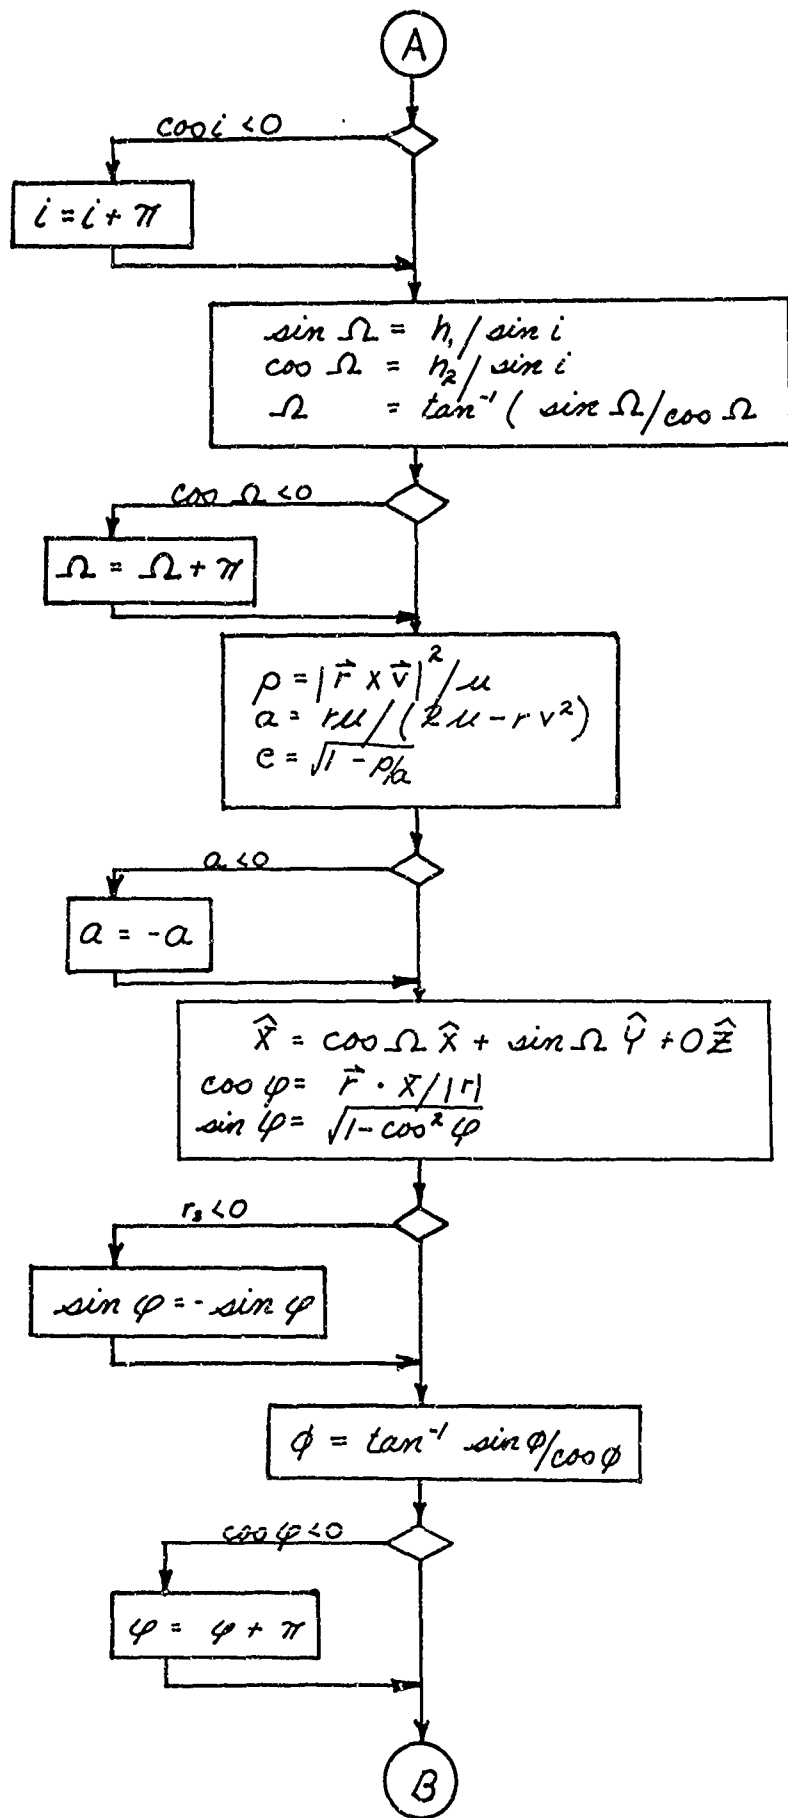 A
cos i < 0
i = i + π
sin Ω = h₁/sin i
cos Ω = h₂/sin i
Ω = tan⁻¹( sin Ω/cos Ω
cos Ω < 0
Ω = Ω + π
p = |r⃗ x v⃗|²/μ
a = rμ/(2μ - rv²)
e = √1 - p/a
a < 0
a = -a
X̂ = cos Ω X̂ + sin Ω Ŷ + 0 Ẑ
cos φ = r⃗ · X̄/|r|
sin φ = √1 - cos² φ
r₃ < 0
sin φ = - sin φ
ϕ = tan⁻¹ sin ϕ/cos ϕ
cos φ < 0
φ = φ + π
B